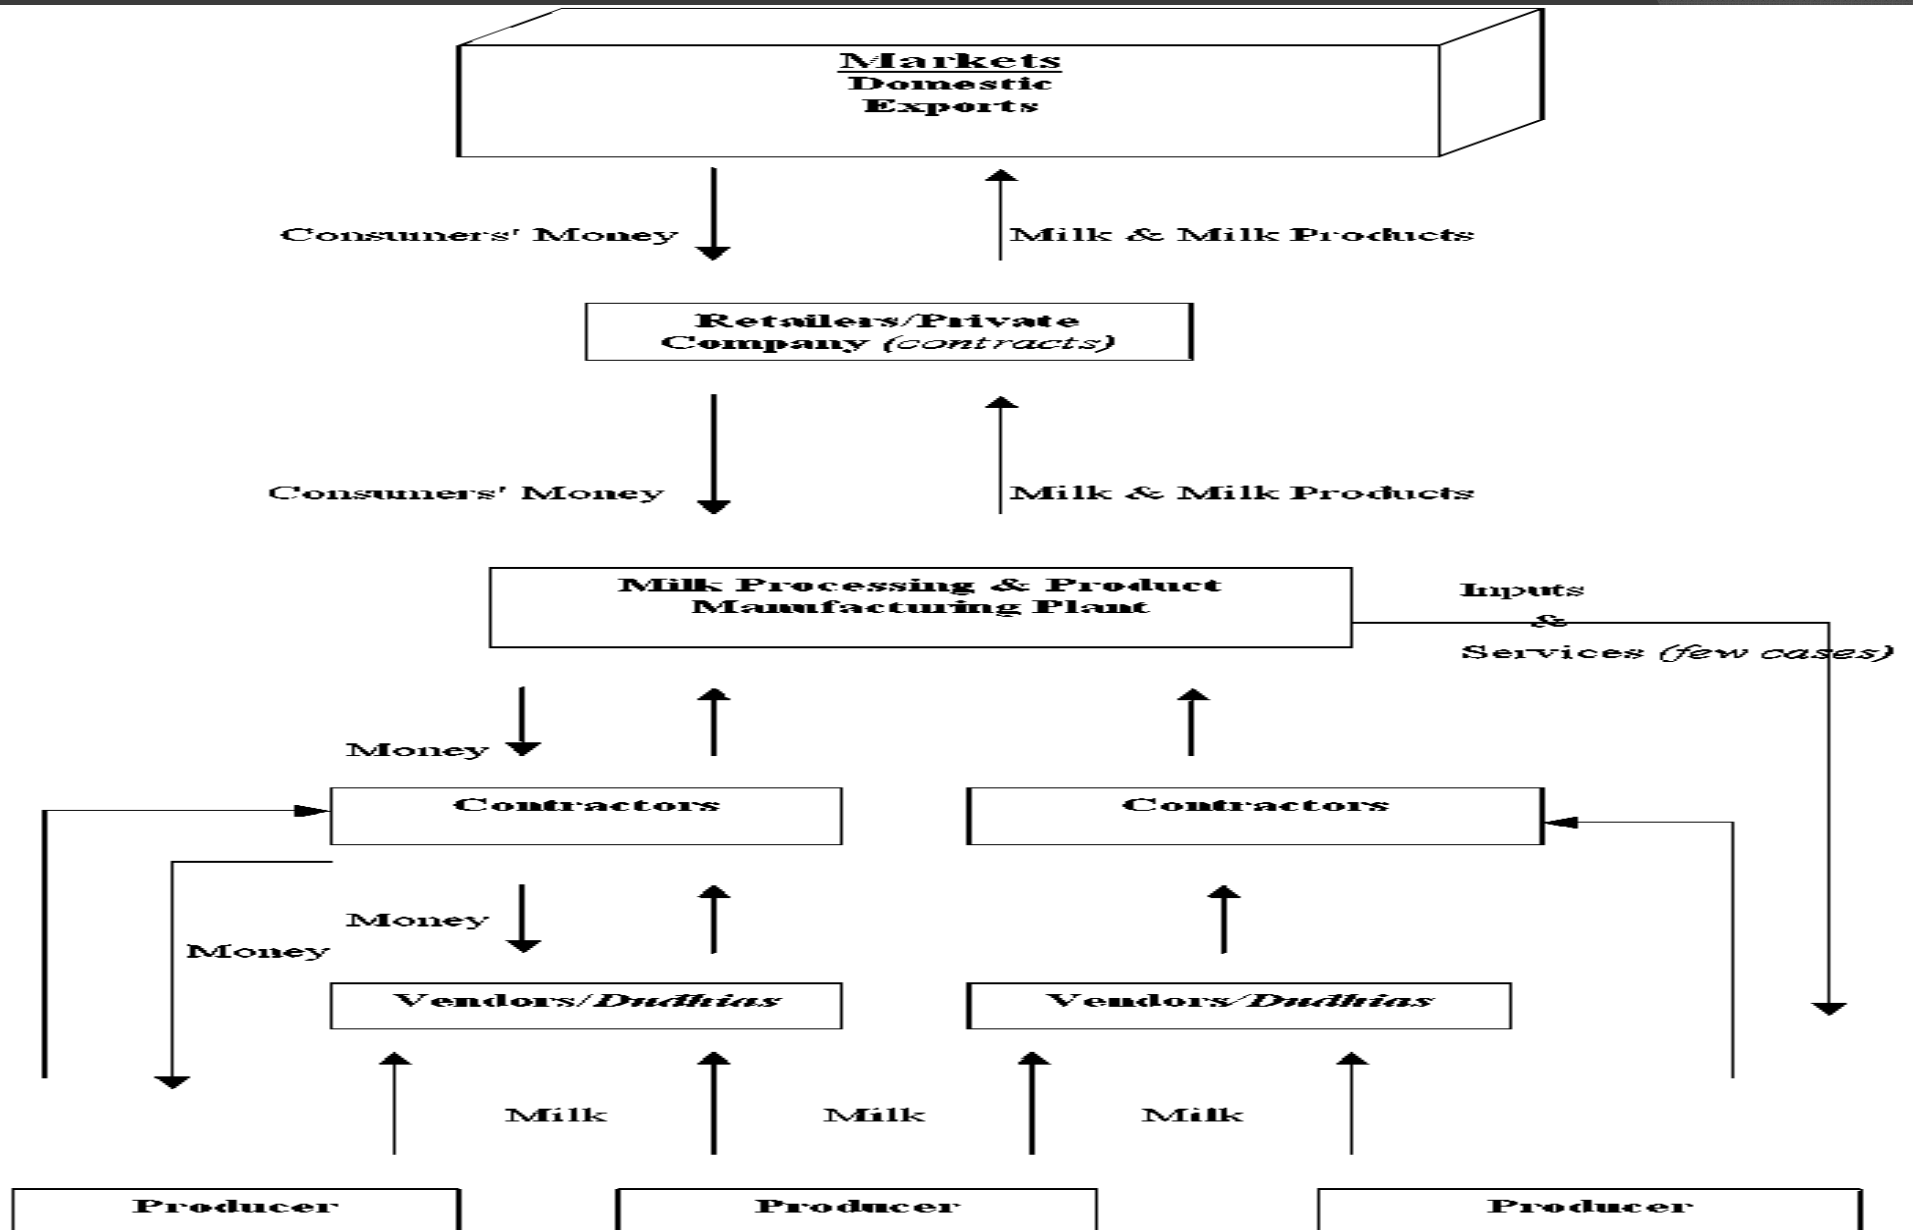 Markets
Domestic
Exports
Consumers' Money
Milk & Milk Products
Retailers/Private
Company (contracts)
Consumers' Money
Milk & Milk Products
Milk Processing & Product
Manufacturing Plant
Inputs
&
Services (few cases)
Money
Contractors
Contractors
Money
Money
Vendors/Dudhias
Vendors/Dudhias
Milk
Milk
Milk
Producer
Producer
Producer